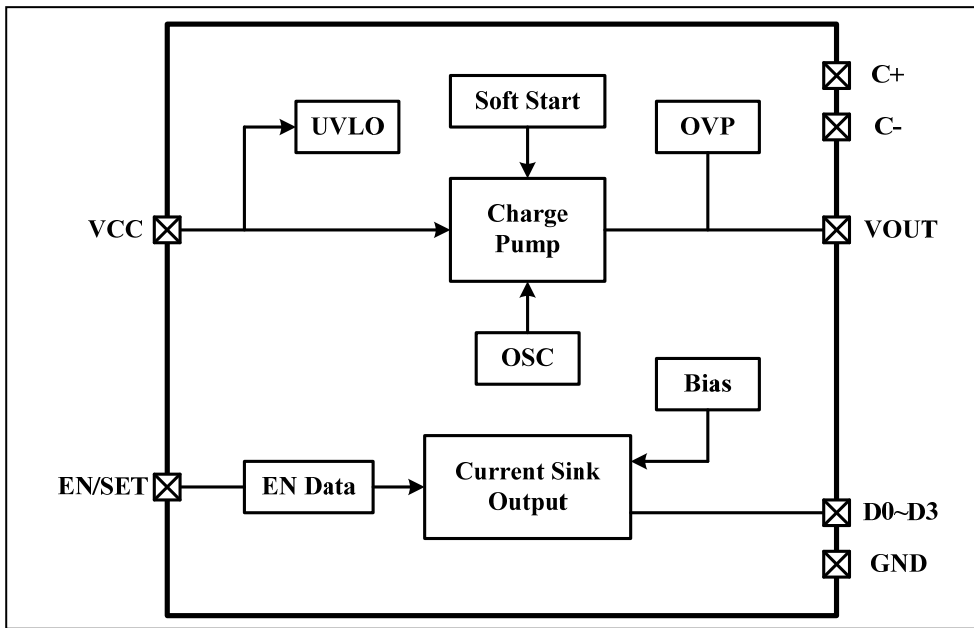 C+
Soft Start
UVLO
OVP
C-
VCC
Charge
Pump
VOUT
OSC
Bias
EN/SET
EN Data
Current Sink
Output
D0~D3
GND